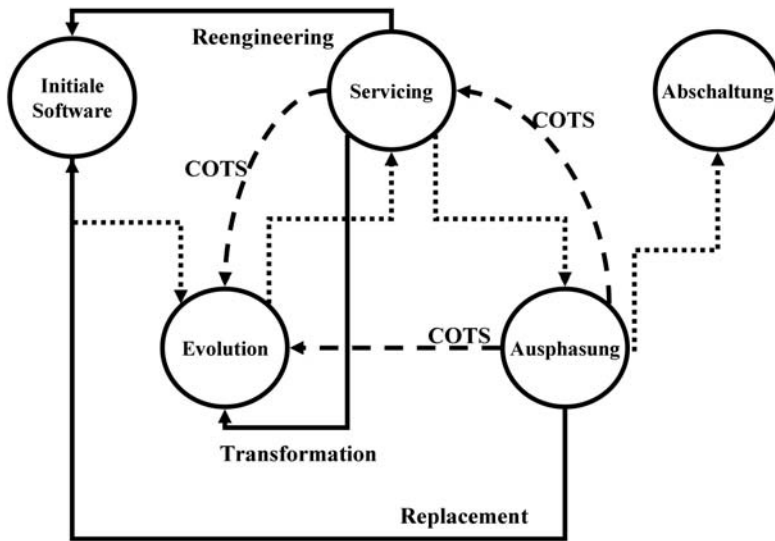 Reengineering
Initiale
Software
Servicing
Abschaltung
COTS
COTS
Evolution
COTS
Ausphasung
Transformation
Replacement